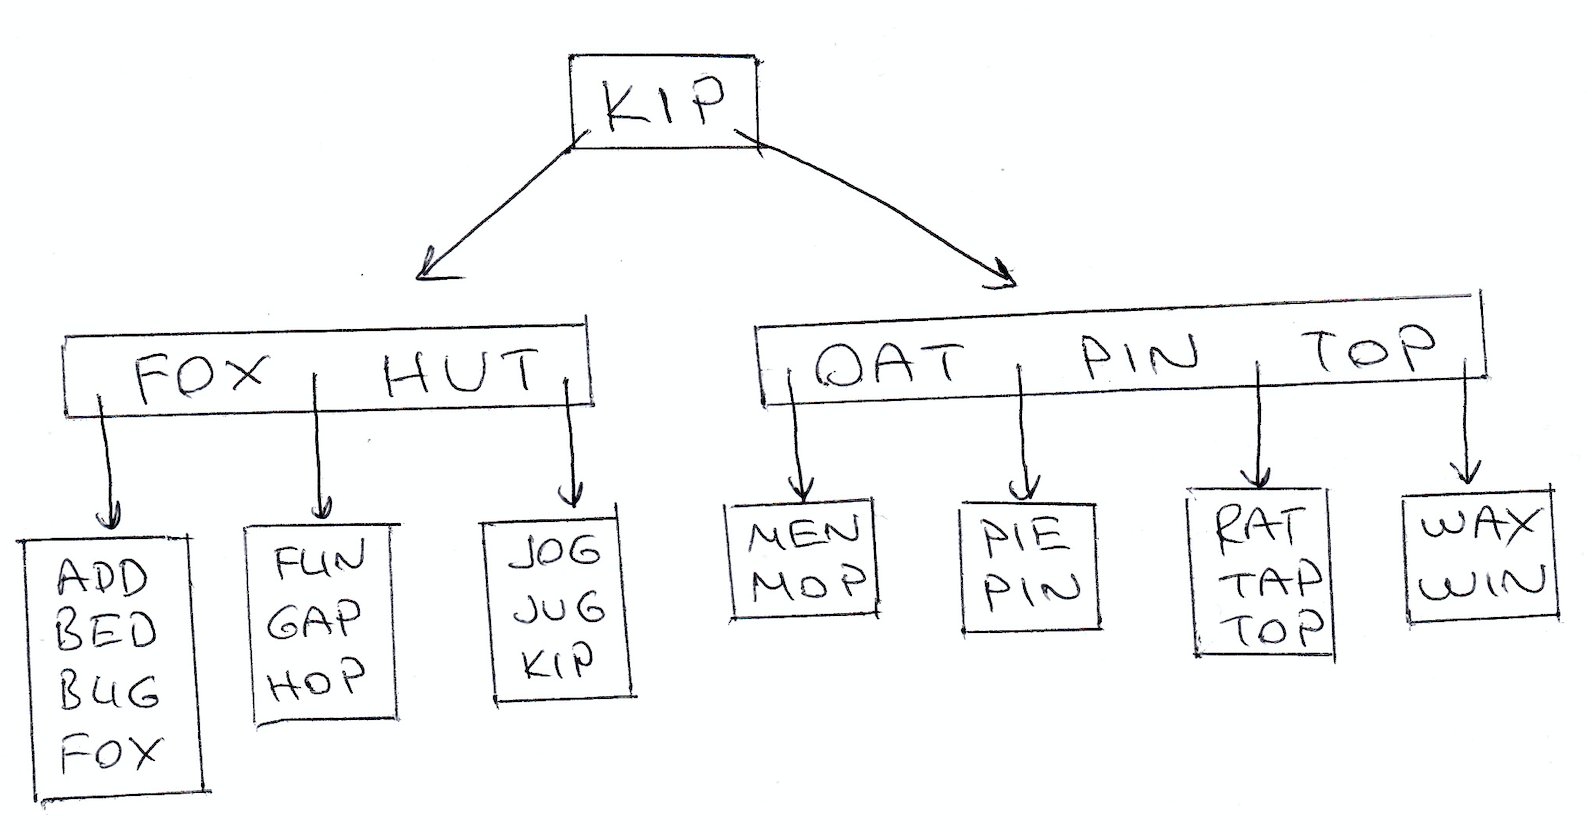 KIP
FOX HUT
OAT PIN TOP
ADD
BED
BUG
FOX
FUN
GAP
HOP
JOG
JUG
KIP
MEN
MOP
PIE
PIN
RAT
TAP
TOP
WAX
WIN